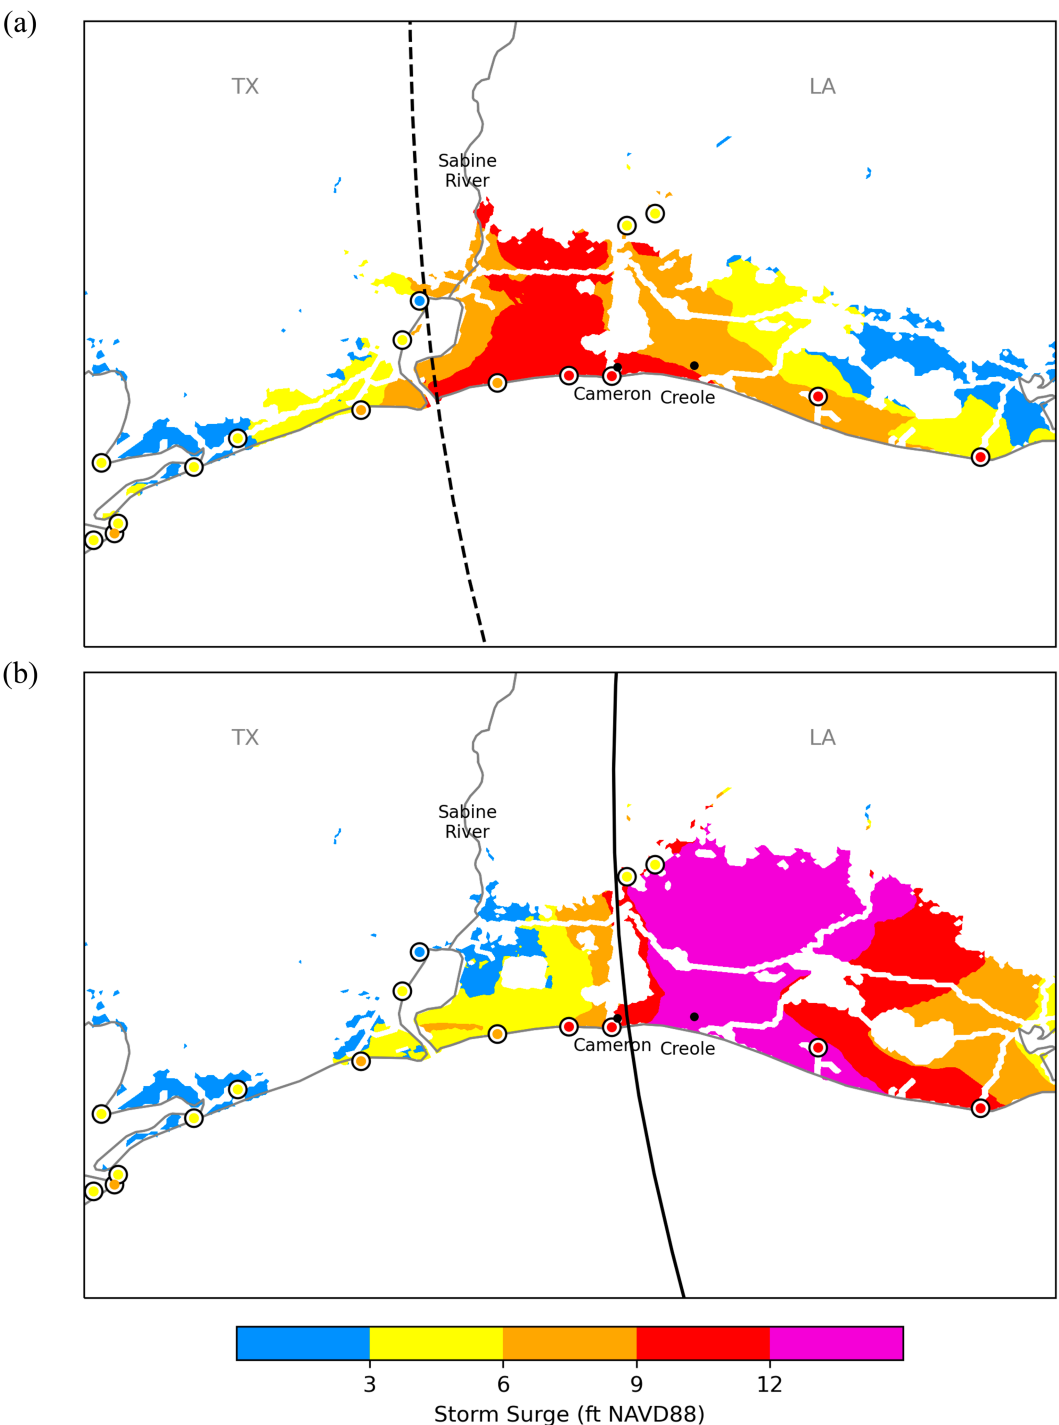 (a)
TX
LA
Sabine
River
Cameron
Creole
(b)
TX
LA
Sabine
River
Cameron
Creole
3
6
9
12
Storm Surge (ft NAVD88)